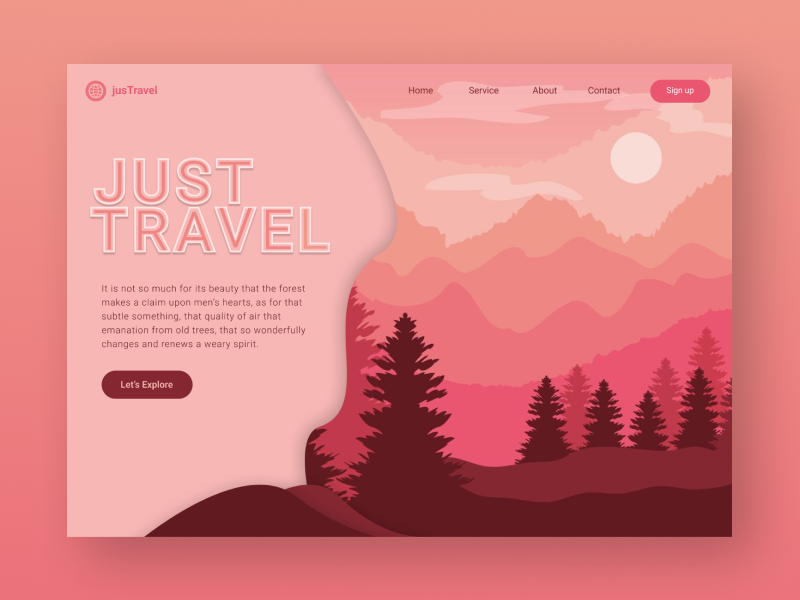 jusTravel
Home Service About Contact Sign up
JUST
TRAVEL
It is not so much for its beauty that the forest
makes a claim upon men's hearts, as for that
subtle something, that quality of air that
emanation from old trees, that so wonderfully
changes and renews a weary spirit.
Let's Explore